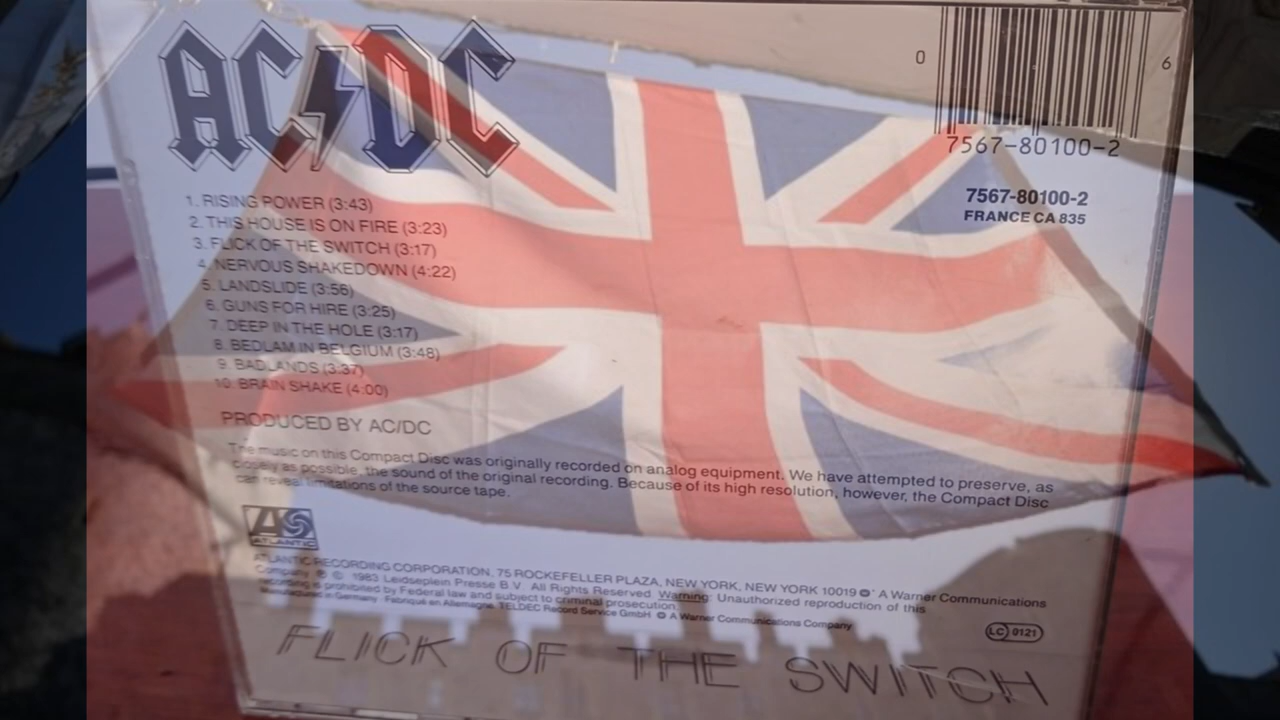 AC/DC
0 6
7567-80100-2
7567-80100-2
FRANCE CA 835
1. RISING POWER (3:43)
2. THIS HOUSE IS ON FIRE (3:23)
3. FLICK OF THE SWITCH (3:17)
4. NERVOUS SHAKEDOWN (4:22)
5. LANDSLIDE (3:56)
6. GUNS FOR HIRE (3:25)
7. DEEP IN THE HOLE (3:17)
8. BEDLAM IN BELGIUM (3:48)
9. BADLANDS (3:37)
10. BRAIN SHAKE (4:00)
PRODUCED BY AC/DC
The music on this Compact Disc was originally recorded on analog equipment. We have attempted to preserve, as
closely as possible, the sound of the original recording. Because of its high resolution, however, the Compact Disc
can reveal limitations of the source tape.
ATLANTIC
ATLANTIC RECORDING CORPORATION, 75 ROCKEFELLER PLAZA, NEW YORK, NEW YORK 10019 A Warner Communications
Company ℗ © 1983 Leidseplein Presse B.V. All Rights Reserved. Warning: Unauthorized reproduction of this
recording is prohibited by Federal law and subject to criminal prosecution.
Manufactured in Germany · Fabriqué en Allemagne. TELDEC Record Service GmbH A Warner Communications Company
LC 0121
FLICK OF THE SWITCH